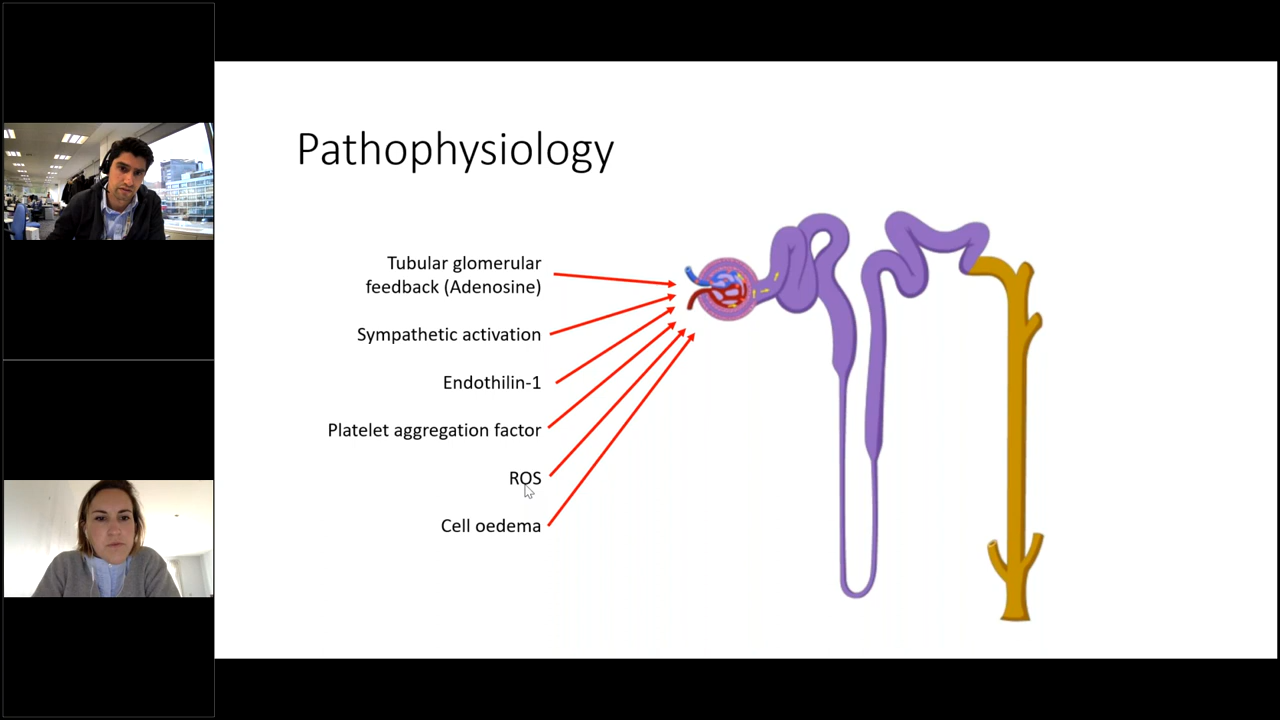 Pathophysiology
Tubular glomerular
feedback (Adenosine)
Sympathetic activation
Endothilin-1
Platelet aggregation factor
ROS
Cell oedema